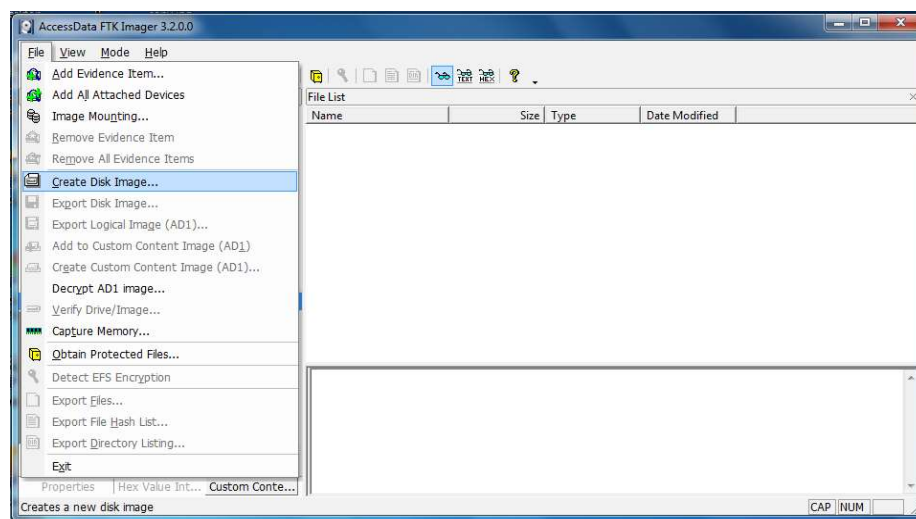 AccessData FTK Imager 3.2.0.0
File View Mode Help
Add Evidence Item...
Add All Attached Devices
Image Mounting...
Remove Evidence Item
Remove All Evidence Items
Create Disk Image...
Export Disk Image...
Export Logical Image (AD1)...
Add to Custom Content Image (AD1)
Create Custom Content Image (AD1)...
Decrypt AD1 image...
Verify Drive/Image...
Capture Memory...
Obtain Protected Files...
Detect EFS Encryption
Export Files...
Export File Hash List...
Export Directory Listing...
Exit
TEXT HEX
File List
Name Size Type Date Modified
Properties Hex Value Int... Custom Conte...
Creates a new disk image
CAP NUM